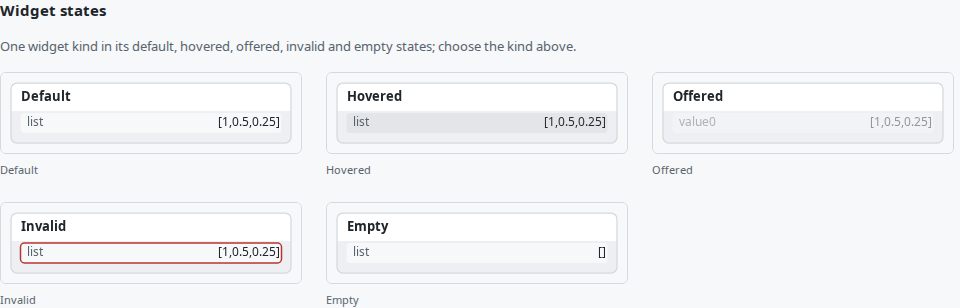 Widget states
One widget kind in its default, hovered, offered, invalid and empty states; choose the kind above.
Default
list [1,0.5,0.25]
Default
Hovered
list [1,0.5,0.25]
Hovered
Offered
value0 [1,0.5,0.25]
Offered
Invalid
list [1,0.5,0.25]
Invalid
Empty
list []
Empty